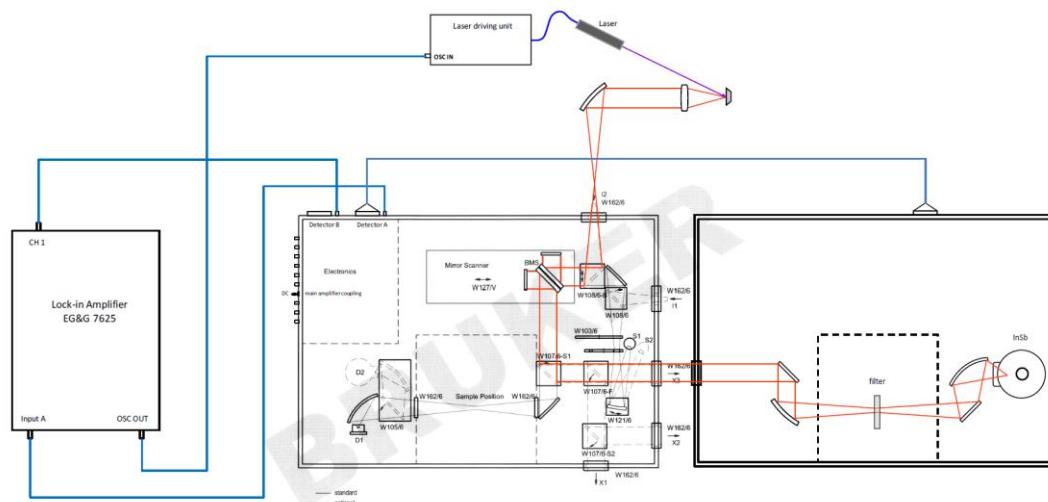 Laser driving unit
OSC IN
Laser
I2
W162/6
Detector B
Detector A
CH 1
Lock-in Amplifier
EG&G 7625
Input A
OSC OUT
Electronics
DC
main amplifier coupling
Mirror Scanner
W127/V
BMS
W108/6-B
W108/6
W162/6
I1
W103/6
S1
S2
W107/6-S1
W162/6
X3
W107/6-F
D2
W162/6
Sample Position
W162/6
W121/6
D1
W105/6
W107/6-S2
W162/6
X2
W162/6
X1
standard
filter
InSb
BRUKER